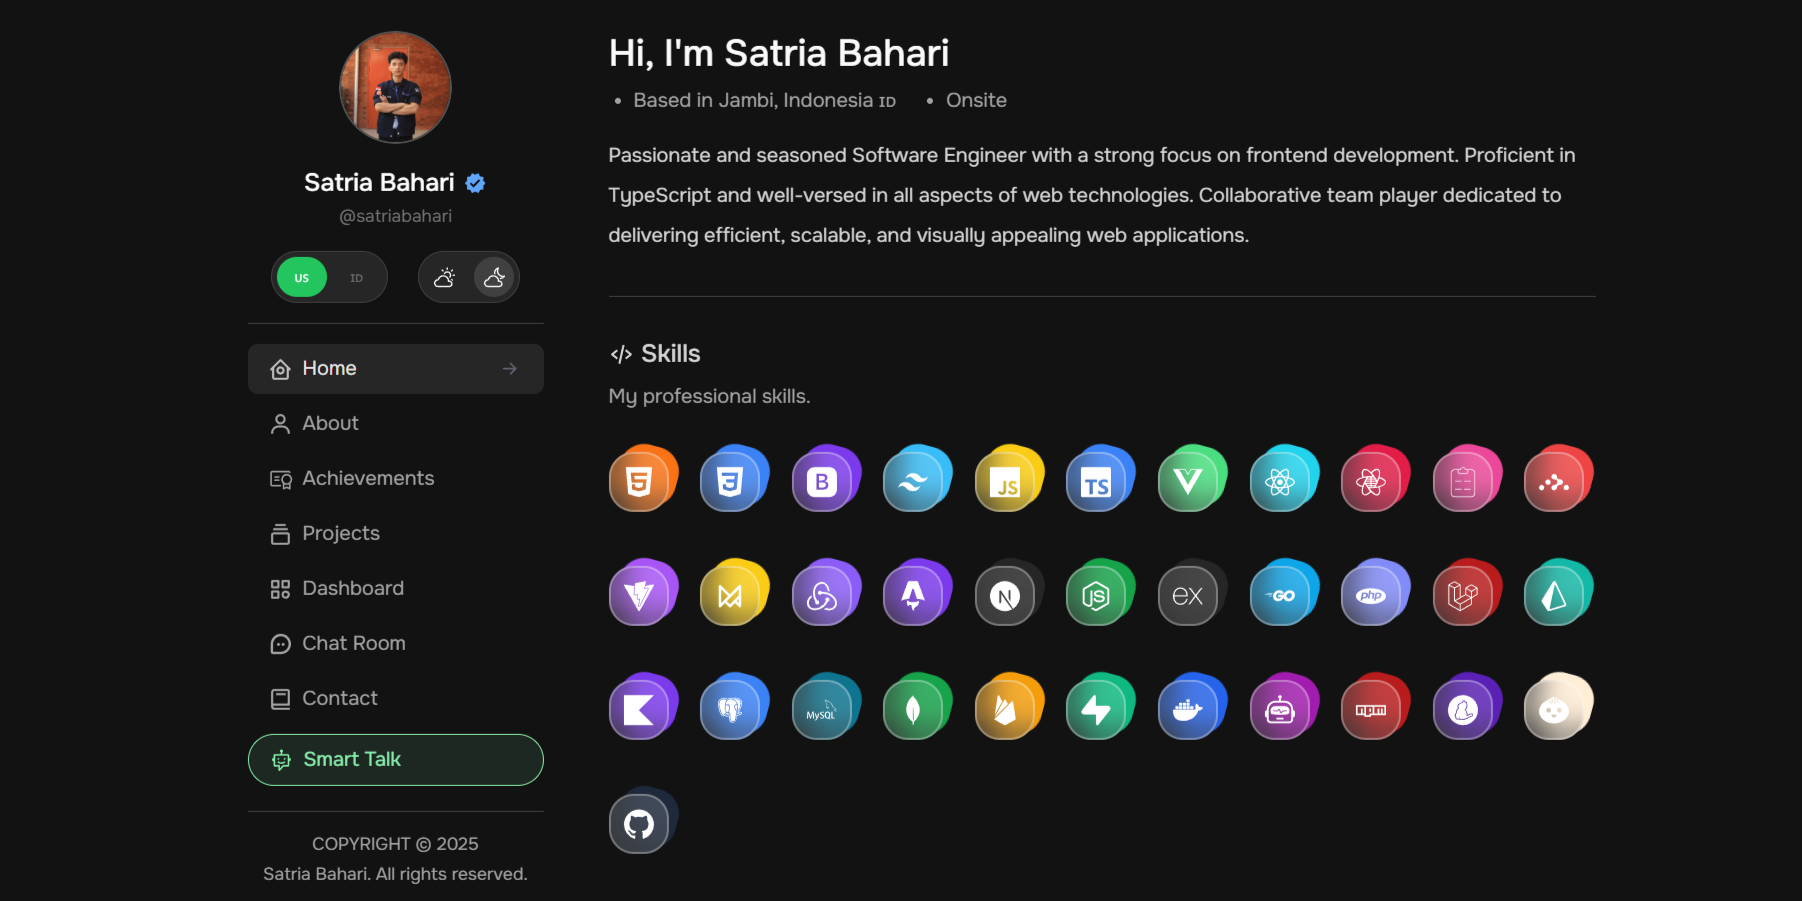 Satria Bahari
@satriabahari
US
ID
Home
About
Achievements
Projects
Dashboard
Chat Room
Contact
Smart Talk
COPYRIGHT © 2025
Satria Bahari. All rights reserved.
Hi, I'm Satria Bahari
• Based in Jambi, Indonesia ID • Onsite
Passionate and seasoned Software Engineer with a strong focus on frontend development. Proficient in
TypeScript and well-versed in all aspects of web technologies. Collaborative team player dedicated to
delivering efficient, scalable, and visually appealing web applications.
</> Skills
My professional skills.
5 3 B JS TS
N JS ex GO php
MySQL npm